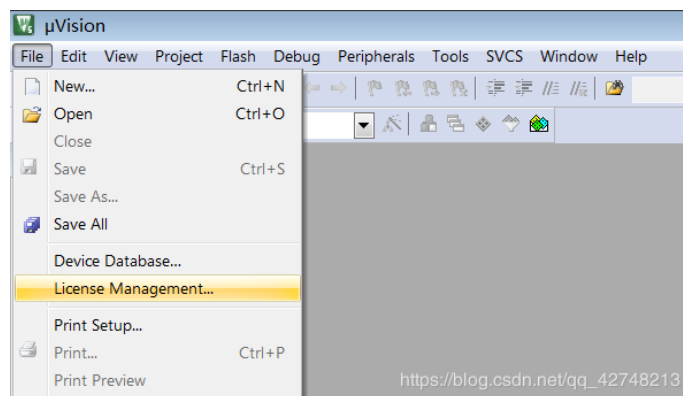 µVision
File Edit View Project Flash Debug Peripherals Tools SVCS Window Help
New... Ctrl+N
Open Ctrl+O
Close
Save Ctrl+S
Save As...
Save All
Device Database...
License Management...
Print Setup...
Print... Ctrl+P
Print Preview
https://blog.csdn.net/qq_42748213